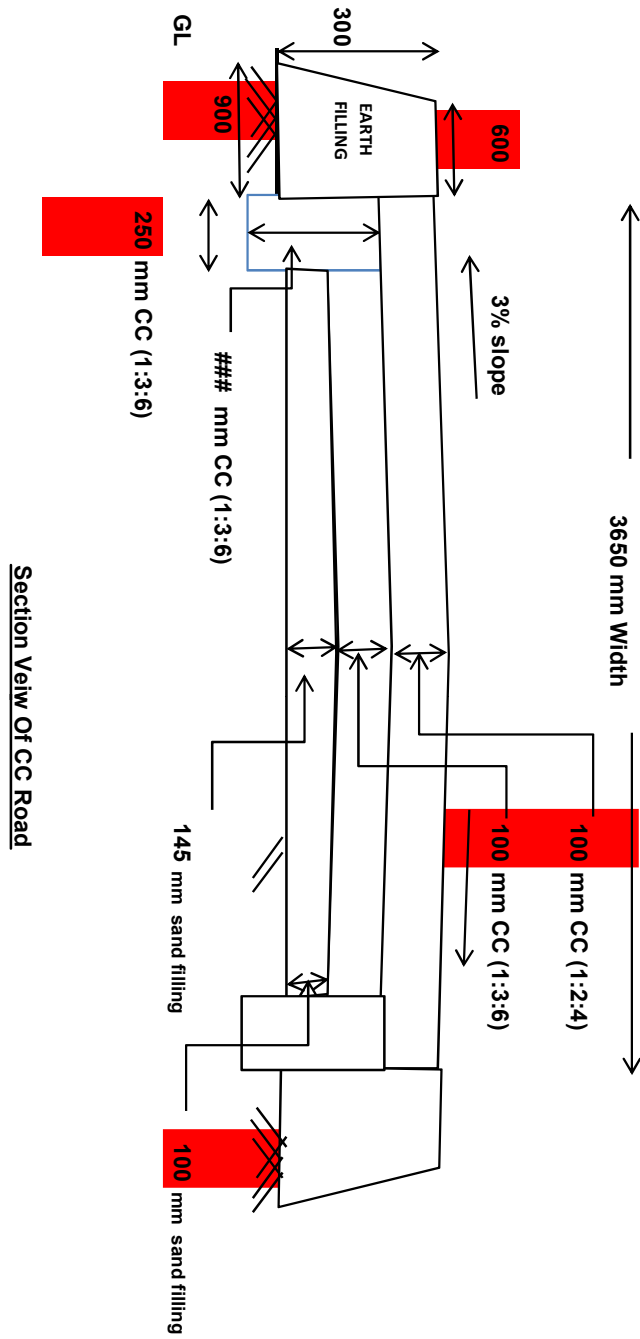 3650 mm Width
100 mm CC (1:2:4)
100 mm CC (1:3:6)
3% slope
600
300
EARTH
FILLING
900
GL
250 mm CC (1:3:6)
### mm CC (1:3:6)
145 mm sand filling
100 mm sand filling
Section Veiw Of CC Road